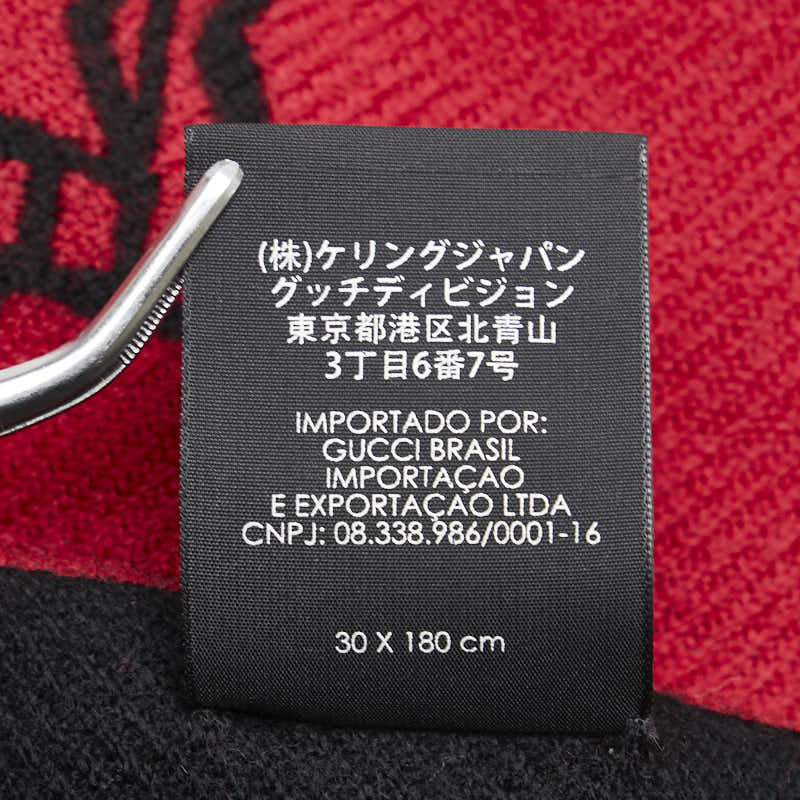 (株)ケリングジャパン
グッチディビジョン
東京都港区北青山
3丁目6番7号
IMPORTADO POR:
GUCCI BRASIL
IMPORTAÇAO
E EXPORTAÇAO LTDA
CNPJ: 08.338.986/0001-16
30 X 180 cm